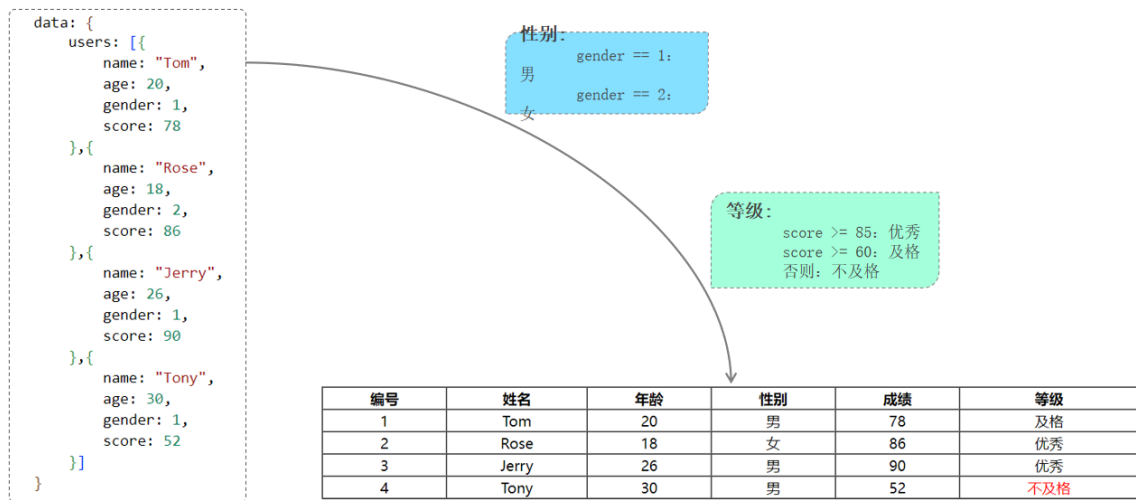 data: {
users: [{
name: "Tom",
age: 20,
gender: 1,
score: 78
},{
name: "Rose",
age: 18,
gender: 2,
score: 86
},{
name: "Jerry",
age: 26,
gender: 1,
score: 90
},{
name: "Tony",
age: 30,
gender: 1,
score: 52
}]
}
性别:
gender == 1:
男
gender == 2:
女
等级:
score >= 85: 优秀
score >= 60: 及格
否则: 不及格
编号 姓名 年龄 性别 成绩 等级
1 Tom 20 男 78 及格
2 Rose 18 女 86 优秀
3 Jerry 26 男 90 优秀
4 Tony 30 男 52 不及格